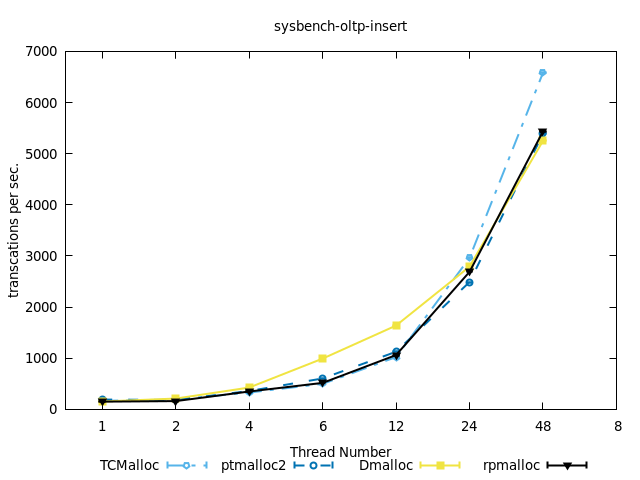 sysbench-oltp-insert
7000
6000
5000
4000
3000
2000
1000
0
transcations per sec.
1 2 4 6 12 24 48 8
Thread Number
TCMalloc ptmalloc2 Dmalloc rpmalloc